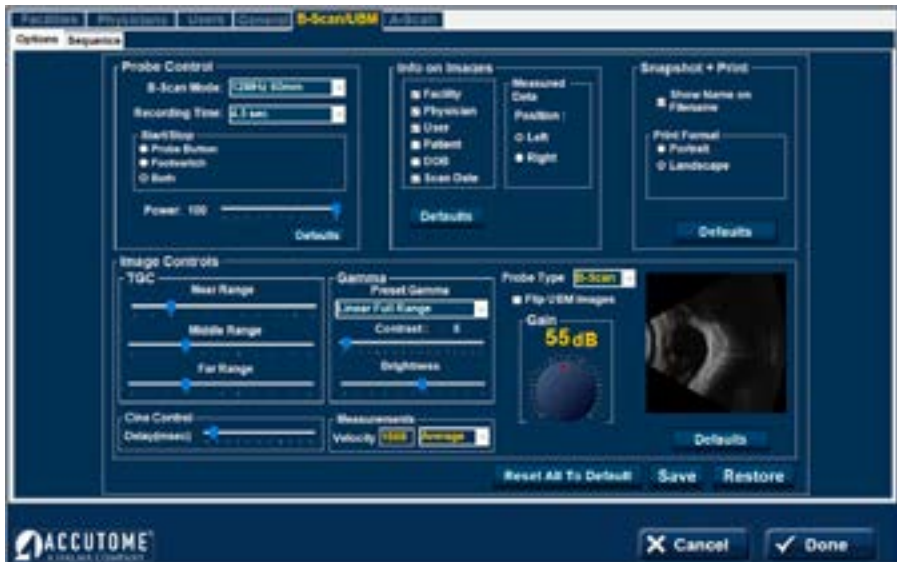 Facilities Physicians Users General B-Scan/UBM A-Scan
Options Sequence
Probe Control
B-Scan Mode: 12MHz 60mm
Recording Time:
Start/Stop
Probe Button
Footswitch
Both
Power: 100
Defaults
Info on Images
Facility
Physician
User
Patient
DOB
Scan Date
Defaults
Measured
Data
Position :
Left
Right
Snapshot + Print
Show Name on
Filename
Print Format
Portrait
Landscape
Defaults
Image Controls
TGC
Near Range
Middle Range
Far Range
Gamma
Preset Gamma
Linear Full Range
Contrast:
Brightness
Probe Type B-Scan
Flip UBM Images
Gain
55dB
Defaults
Cine Control
Delay(msec)
Measurements
Velocity Average
Reset All To Default Save Restore
ACCUTOME
Cancel Done